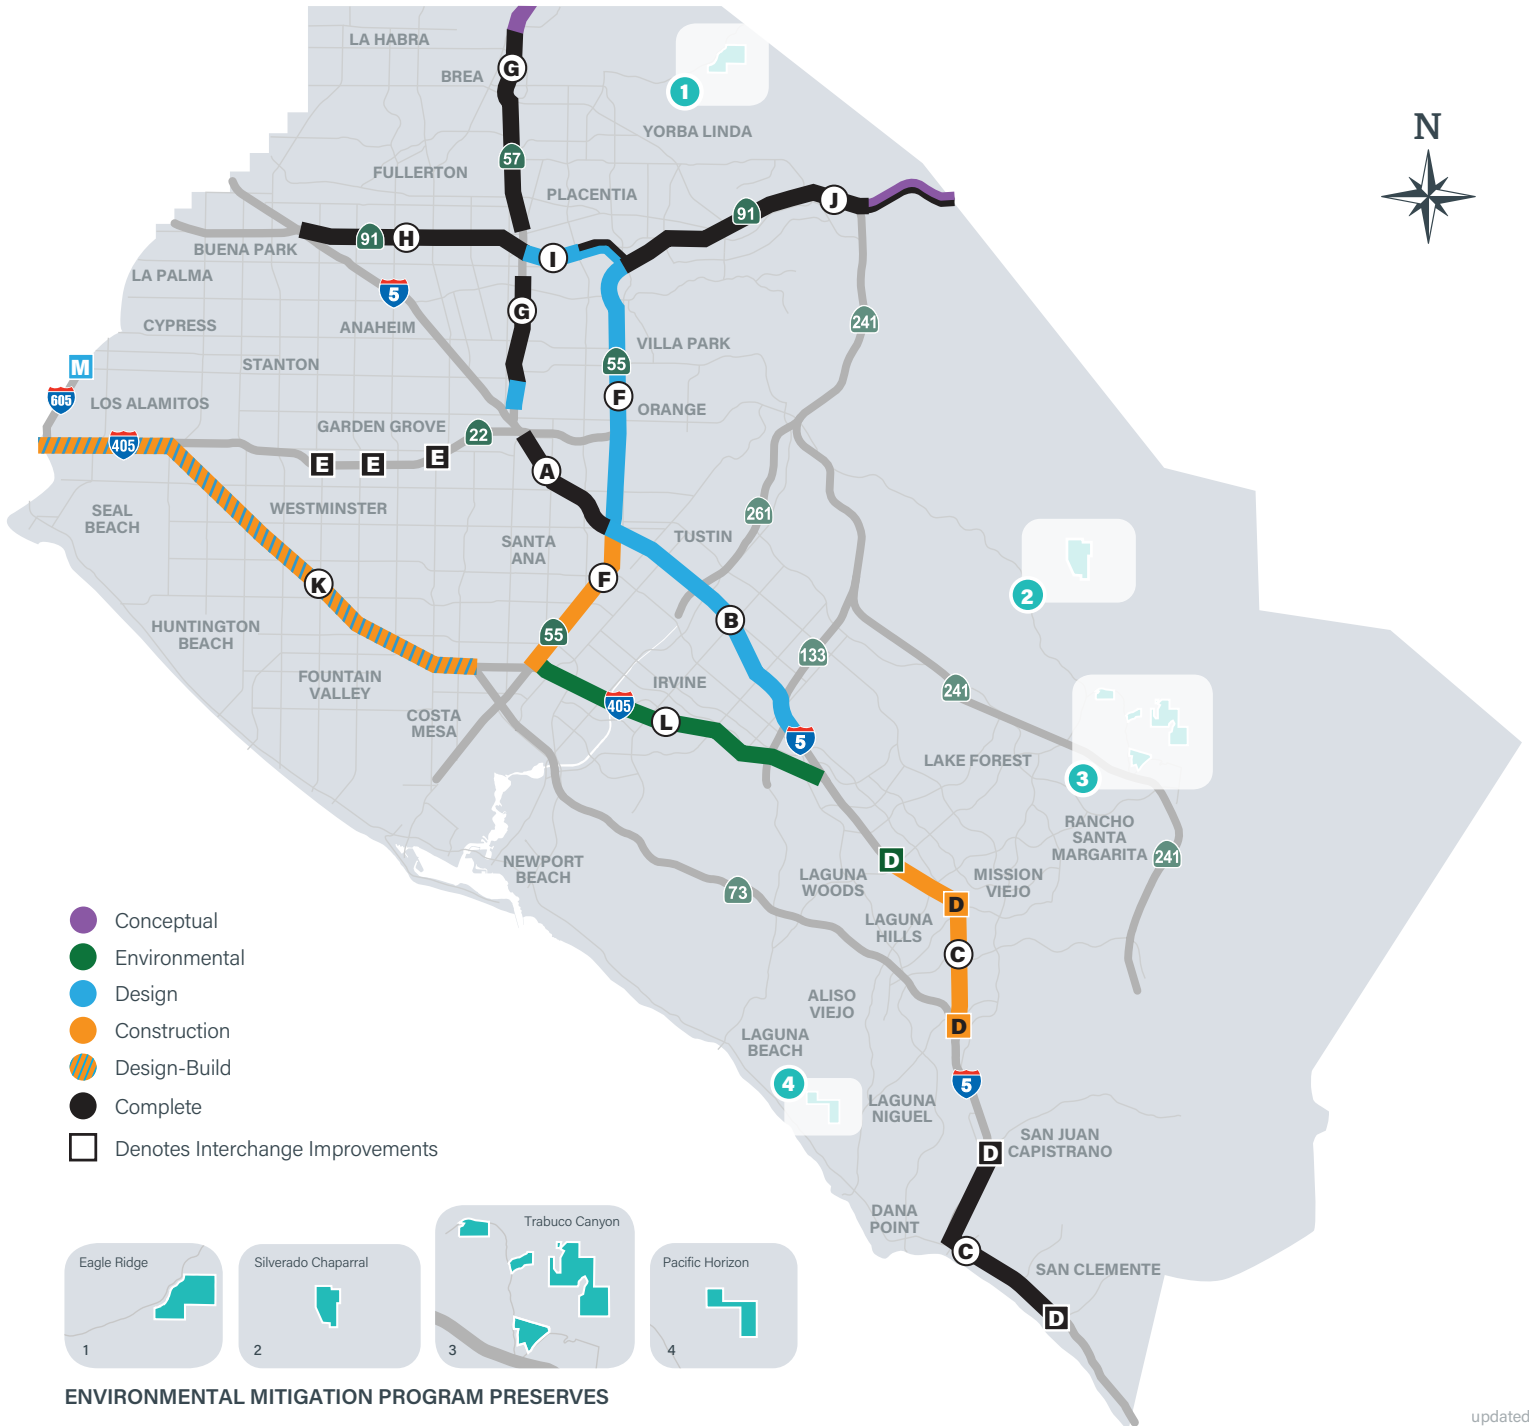 LA HABRA
G
BREA
1
N
YORBA LINDA
57
FULLERTON
PLACENTIA
J
91
91
H
BUENA PARK
I
LA PALMA
5
G
241
CYPRESS
ANAHEIM
VILLA PARK
STANTON
55
M
605
LOS ALAMITOS
F
ORANGE
GARDEN GROVE
22
405
E
E
E
A
SEAL
BEACH
WESTMINSTER
261
SANTA
ANA
TUSTIN
K
F
2
B
HUNTINGTON
BEACH
55
133
FOUNTAIN
VALLEY
IRVINE
241
405
COSTA
MESA
L
5
LAKE FOREST
3
RANCHO
SANTA
MARGARITA
241
NEWPORT
BEACH
D
LAGUNA
WOODS
MISSION
VIEJO
73
D
LAGUNA
HILLS
C
ALISO
VIEJO
D
LAGUNA
BEACH
4
5
LAGUNA
NIGUEL
SAN JUAN
CAPISTRANO
D
DANA
POINT
C
SAN CLEMENTE
D
Conceptual
Environmental
Design
Construction
Design-Build
Complete
Denotes Interchange Improvements
Eagle Ridge
1
Silverado Chaparral
2
Trabuco Canyon
3
Pacific Horizon
4
ENVIRONMENTAL MITIGATION PROGRAM PRESERVES
updated